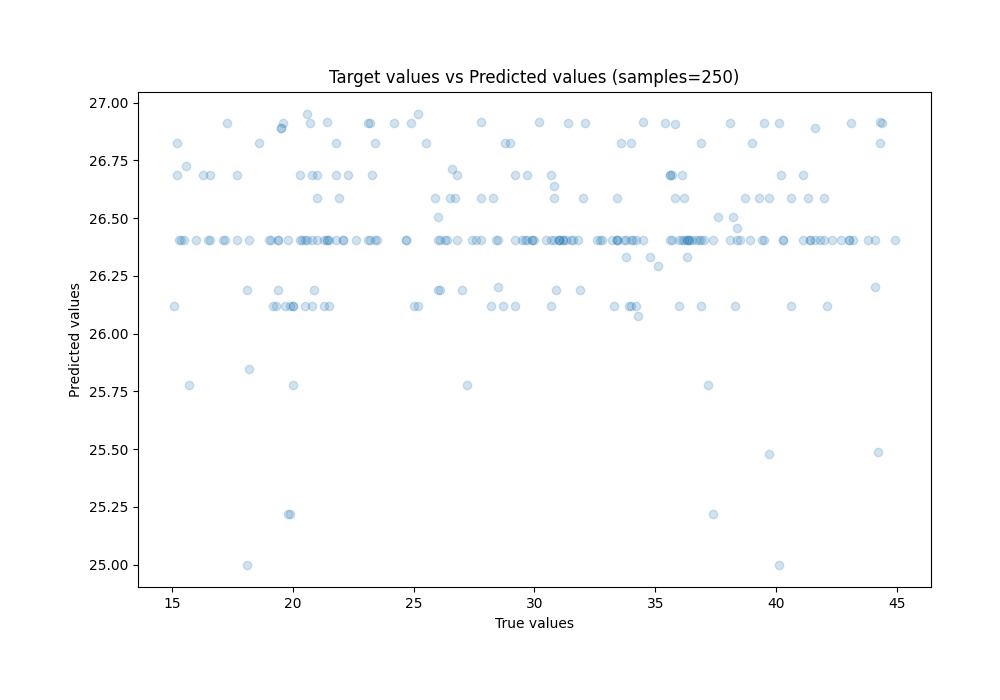 Target values vs Predicted values (samples=250)
27.00
26.75
26.50
26.25
26.00
25.75
25.50
25.25
25.00
Predicted values
15 20 25 30 35 40 45
True values